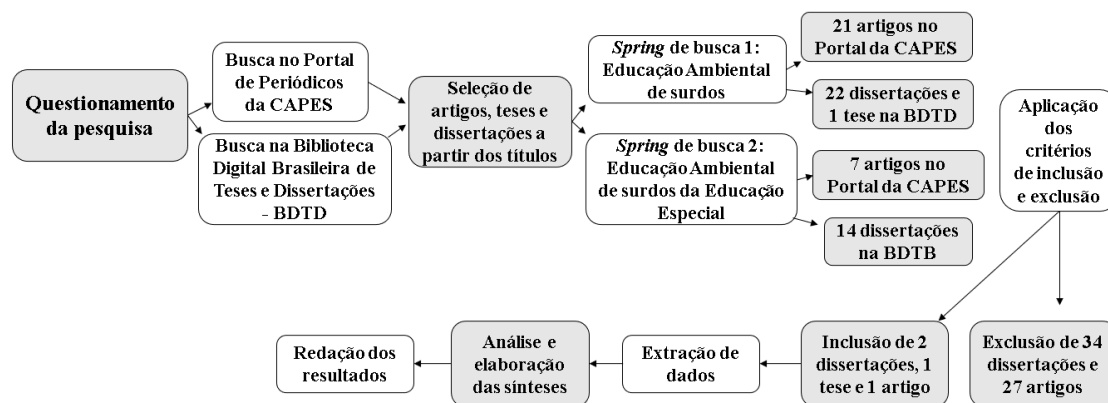 Questionamento
da pesquisa
Busca no Portal
de Periódicos
da CAPES
Busca na Biblioteca
Digital Brasileira de
Teses e Dissertações
- BDTD
Seleção de
artigos, teses e
dissertações a
partir dos títulos
Spring de busca 1:
Educação Ambiental
de surdos
21 artigos no
Portal da CAPES
22 dissertações e
1 tese na BDTD
Spring de busca 2:
Educação Ambiental
de surdos da Educação
Especial
7 artigos no
Portal da CAPES
14 dissertações
na BDTB
Aplicação
dos
critérios
de inclusão
e exclusão
Redação dos
resultados
Análise e
elaboração
das sínteses
Extração de
dados
Inclusão de 2
dissertações, 1
tese e 1 artigo
Exclusão de 34
dissertações e
27 artigos